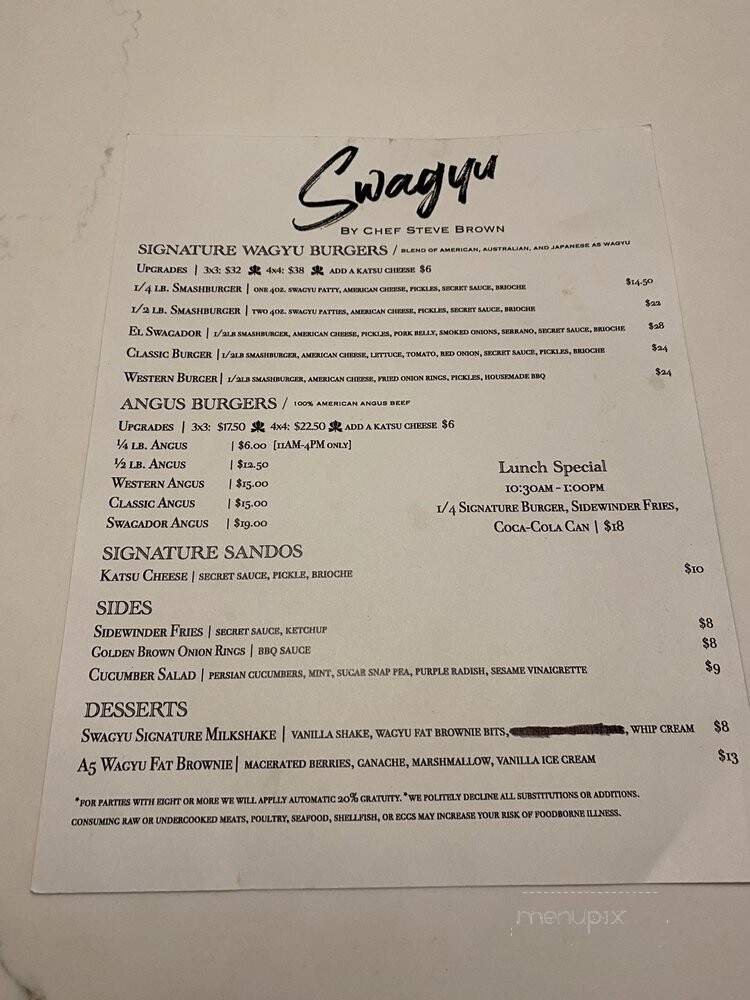 Swagyu
BY CHEF STEVE BROWN
SIGNATURE WAGYU BURGERS / BLEND OF AMERICAN, AUSTRALIAN, AND JAPANESE A5 WAGYU
UPGRADES | 3X3: $32 4X4: $38 ADD A KATSU CHEESE $6
1/4 LB. SMASHBURGER | ONE 4OZ. SWAGYU PATTY, AMERICAN CHEESE, PICKLES, SECRET SAUCE, BRIOCHE $14.50
1/2 LB. SMASHBURGER | TWO 4OZ. SWAGYU PATTIES, AMERICAN CHEESE, PICKLES, SECRET SAUCE, BRIOCHE $22
EL SWAGADOR | 1/2LB SMASHBURGER, AMERICAN CHEESE, PICKLES, PORK BELLY, SMOKED ONIONS, SERRANO, SECRET SAUCE, BRIOCHE $28
CLASSIC BURGER | 1/2LB SMASHBURGER, AMERICAN CHEESE, LETTUCE, TOMATO, RED ONION, SECRET SAUCE, PICKLES, BRIOCHE $24
WESTERN BURGER | 1/2LB SMASHBURGER, AMERICAN CHEESE, FRIED ONION RINGS, PICKLES, HOUSEMADE BBQ $24
ANGUS BURGERS / 100% AMERICAN ANGUS BEEF
UPGRADES | 3X3: $17.50 4X4: $22.50 ADD A KATSU CHEESE $6
¼ LB. ANGUS | $6.00 [11AM-4PM ONLY]
½ LB. ANGUS | $12.50
WESTERN ANGUS | $15.00
CLASSIC ANGUS | $15.00
SWAGADOR ANGUS | $19.00
Lunch Special
10:30AM - 1:00PM
1/4 SIGNATURE BURGER, SIDEWINDER FRIES,
COCA-COLA CAN | $18
SIGNATURE SANDOS
KATSU CHEESE | SECRET SAUCE, PICKLE, BRIOCHE $10
SIDES
SIDEWINDER FRIES | SECRET SAUCE, KETCHUP $8
GOLDEN BROWN ONION RINGS | BBQ SAUCE $8
CUCUMBER SALAD | PERSIAN CUCUMBERS, MINT, SUGAR SNAP PEA, PURPLE RADISH, SESAME VINAIGRETTE $9
DESSERTS
SWAGYU SIGNATURE MILKSHAKE | VANILLA SHAKE, WAGYU FAT BROWNIE BITS, , WHIP CREAM $8
A5 WAGYU FAT BROWNIE | MACERATED BERRIES, GANACHE, MARSHMALLOW, VANILLA ICE CREAM $13
*FOR PARTIES WITH EIGHT OR MORE WE WILL APPLLY AUTOMATIC 20% GRATUITY. *WE POLITELY DECLINE ALL SUBSTITUTIONS OR ADDITIONS.
CONSUMING RAW OR UNDERCOOKED MEATS, POULTRY, SEAFOOD, SHELLFISH, OR EGGS MAY INCREASE YOUR RISK OF FOODBORNE ILLNESS.
menupix